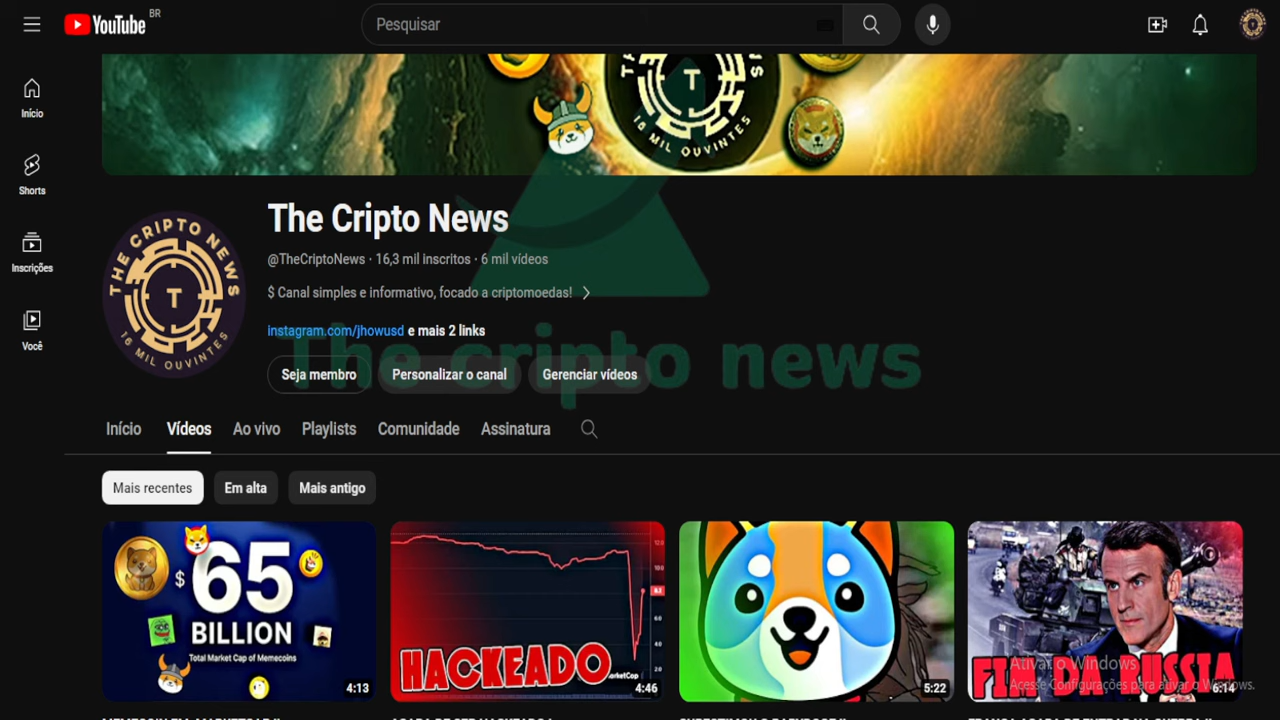 YouTube BR
Pesquisar
Início
Shorts
Inscrições
Você
T
16 MIL OUVINTES
THE CRIPTO NEWS
T
16 MIL OUVINTES
The Cripto News
@TheCriptoNews · 16,3 mil inscritos · 6 mil vídeos
$ Canal simples e informativo, focado a criptomoedas!
instagram.com/jhowusd e mais 2 links
The cripto news
Seja membro
Personalizar o canal
Gerenciar vídeos
Início
Vídeos
Ao vivo
Playlists
Comunidade
Assinatura
Mais recentes
Em alta
Mais antigo
$ 65
BILLION
Total Market Cap of Memecoins
4:13
HACKEADO
4:46
5:22
FIM DA RUSSIA
6:14
Ativar o Windows
Acesse Configurações para ativar o Windows.